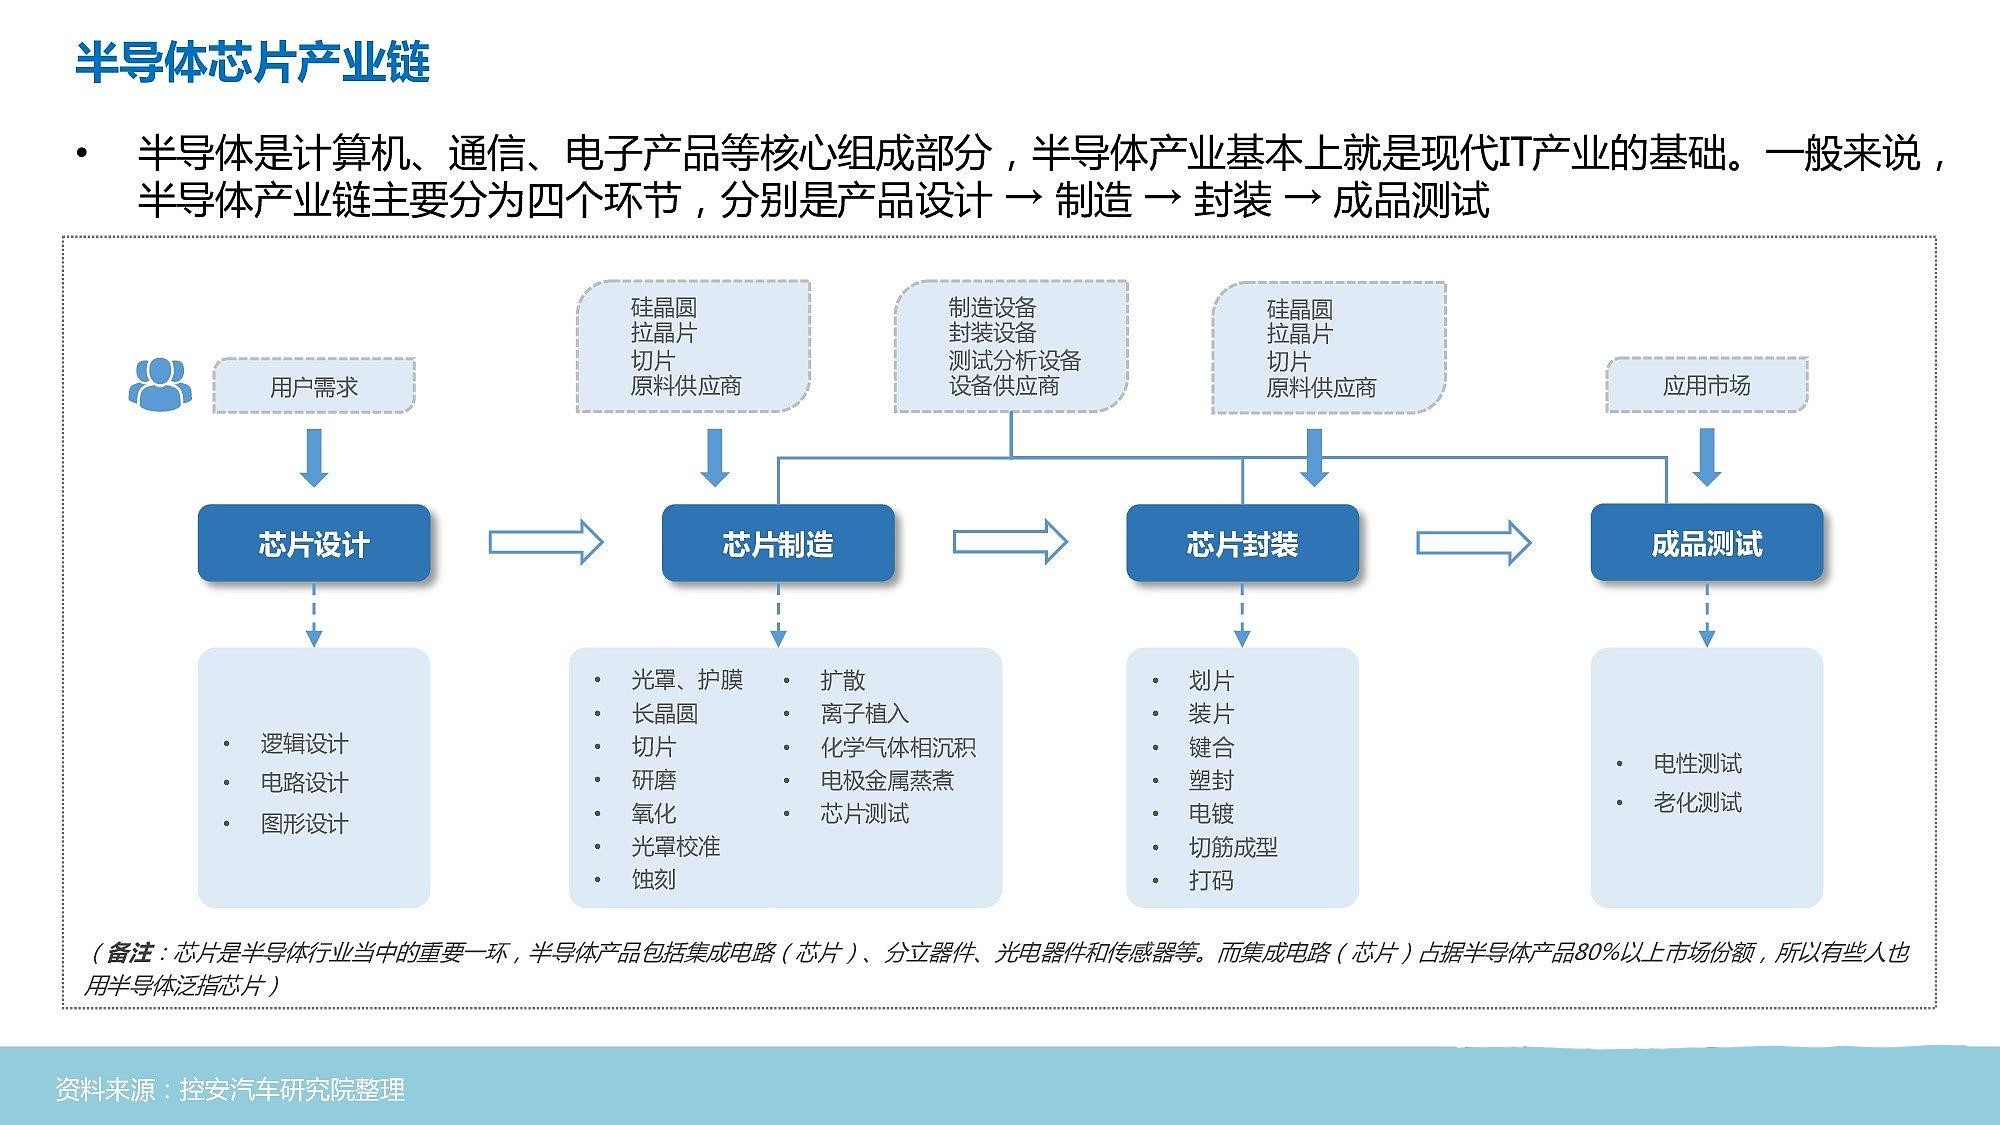 半导体芯片产业链
• 半导体是计算机、通信、电子产品等核心组成部分，半导体产业基本上就是现代IT产业的基础。一般来说，
半导体产业链主要分为四个环节，分别是产品设计 → 制造 → 封装 → 成品测试
用户需求
硅晶圆
拉晶片
切片
原料供应商
制造设备
封装设备
测试分析设备
设备供应商
硅晶圆
拉晶片
切片
原料供应商
应用市场
芯片设计
芯片制造
芯片封装
成品测试
• 逻辑设计
• 电路设计
• 图形设计
• 光罩、护膜
• 长晶圆
• 切片
• 研磨
• 氧化
• 光罩校准
• 蚀刻
• 扩散
• 离子植入
• 化学气体相沉积
• 电极金属蒸煮
• 芯片测试
• 划片
• 装片
• 键合
• 塑封
• 电镀
• 切筋成型
• 打码
• 电性测试
• 老化测试
（备注：芯片是半导体行业当中的重要一环，半导体产品包括集成电路（芯片）、分立器件、光电器件和传感器等。而集成电路（芯片）占据半导体产品80%以上市场份额，所以有些人也
用半导体泛指芯片）
资料来源：控安汽车研究院整理